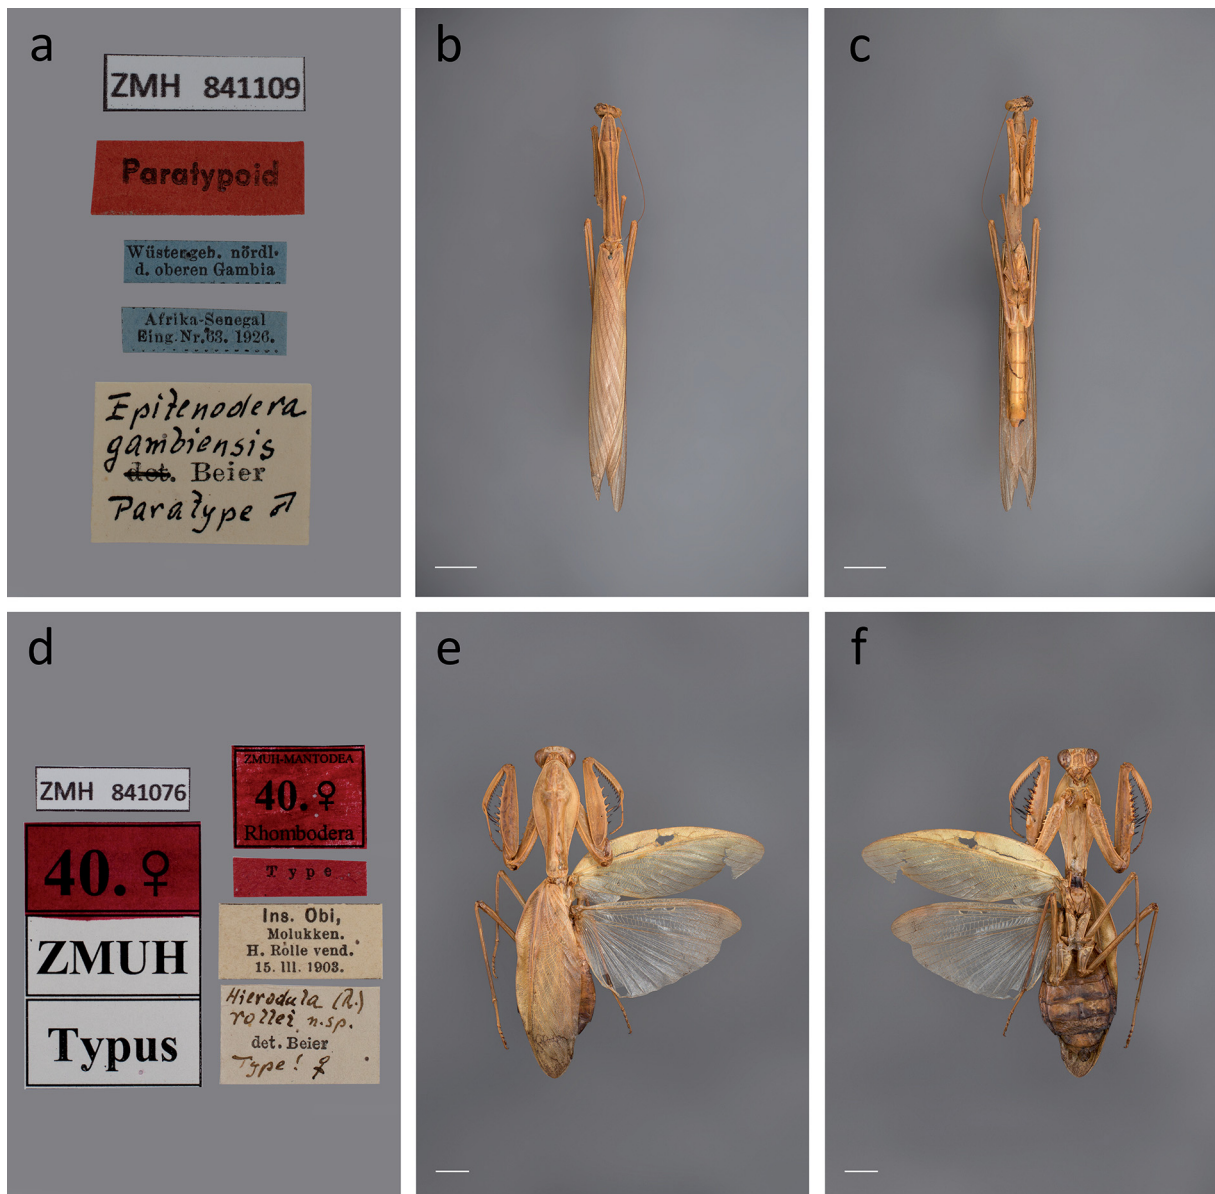 a
ZMH 841109
Paratypoid
Wüstengeb. nördl.
d. oberen Gambia
Afrika-Senegal
Eing. Nr. 63. 1926.
Epitenodera
gambiensis
det. Beier
Paratype ♂
b
c
d
ZMH 841076
40. ♀
ZMUH
Typus
ZMUH-MANTODEA
40. ♀
Rhombodera
Type
Ins. Obi,
Molukken.
H. Rolle vend.
15. III. 1903.
Hierodula (R.)
rollei n. sp.
det. Beier
Type! ♀
e
f